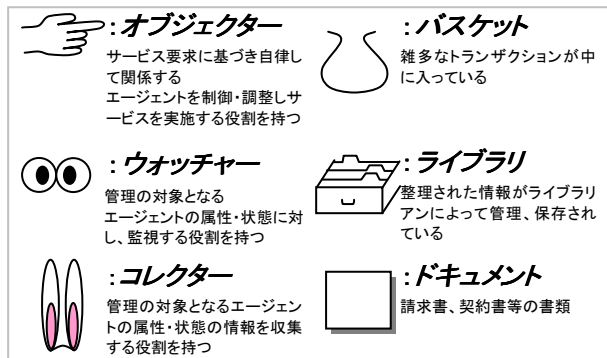 :オブジェクター
サービス要求に基づき自律し
て関係する
エージェントを制御・調整しサ
ービスを実施する役割を持つ
:バスケット
雑多なトランザクションが中
に入っている
:ウォッチャー
管理の対象となる
エージェントの属性・状態に対
し、監視する役割を持つ
:ライブラリ
整理された情報がライブラリ
アンによって管理、保存され
ている
:コレクター
管理の対象となるエージェン
トの属性・状態の情報を収集
する役割を持つ
:ドキュメント
請求書、契約書等の書類